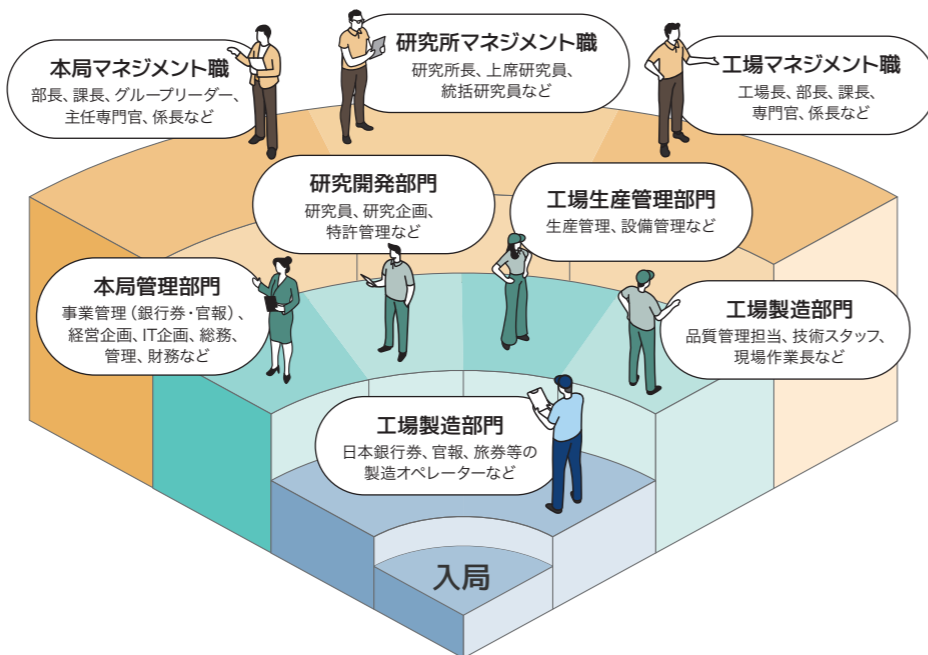 本局マネジメント職
部長、課長、グループリーダー、
主任専門官、係長など
研究所マネジメント職
研究所長、上席研究員、
統括研究員など
工場マネジメント職
工場長、部長、課長、
専門官、係長など
研究開発部門
研究員、研究企画、
特許管理など
工場生産管理部門
生産管理、設備管理など
本局管理部門
事業管理（銀行券・官報）、
経営企画、IT企画、総務、
管理、財務など
工場製造部門
品質管理担当、技術スタッフ、
現場作業長など
工場製造部門
日本銀行券、官報、旅券等の
製造オペレーターなど
入局